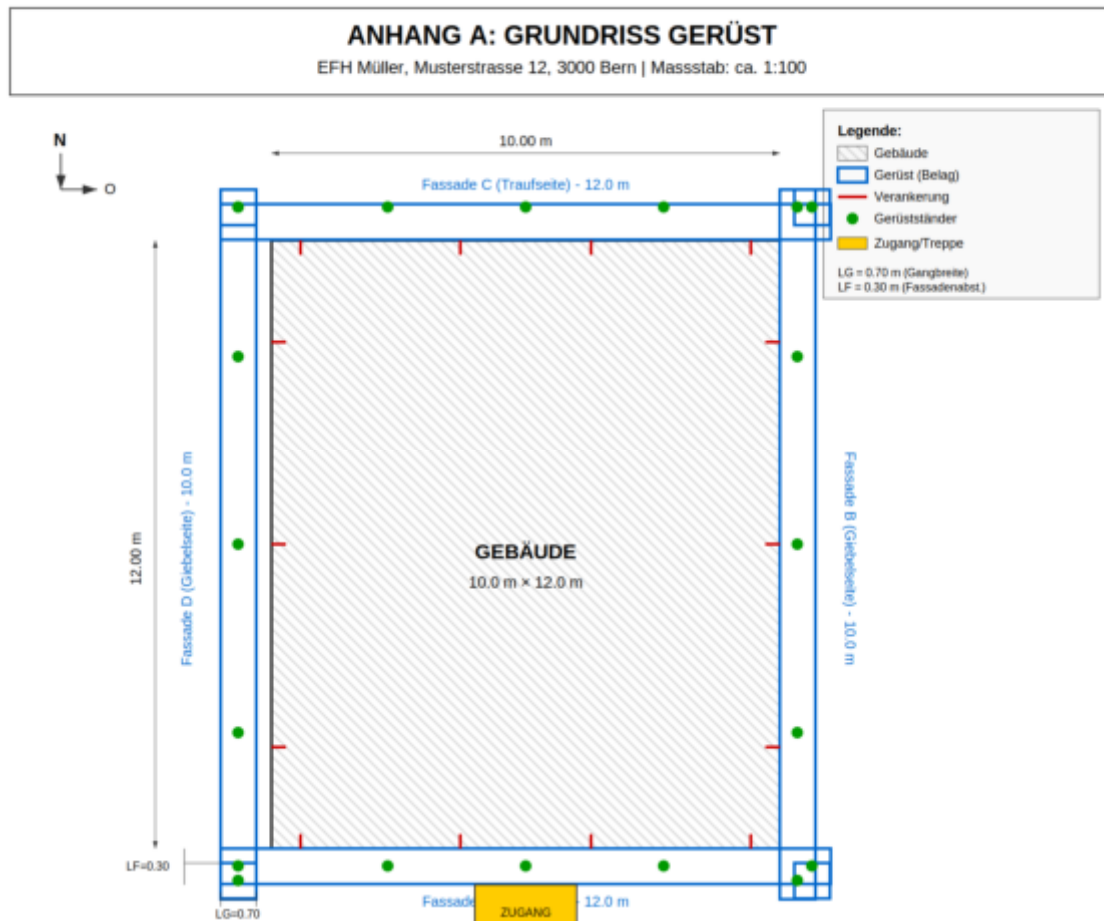 ANHANG A: GRUNDRISS GERÜST
EFH Müller, Musterstrasse 12, 3000 Bern | Massstab: ca. 1:100
N
O
10.00 m
Fassade C (Traufseite) - 12.0 m
Legende:
Gebäude
Gerüst (Belag)
Verankerung
Gerüstständer
Zugang/Treppe
LG = 0.70 m (Gangbreite)
LF = 0.30 m (Fassadenabst.)
12.00 m
Fassade D (Giebelseite) - 10.0 m
GEBÄUDE
10.0 m × 12.0 m
Fassade B (Giebelseite) - 10.0 m
LF=0.30
LG=0.70
Fassade - 12.0 m
ZUGANG